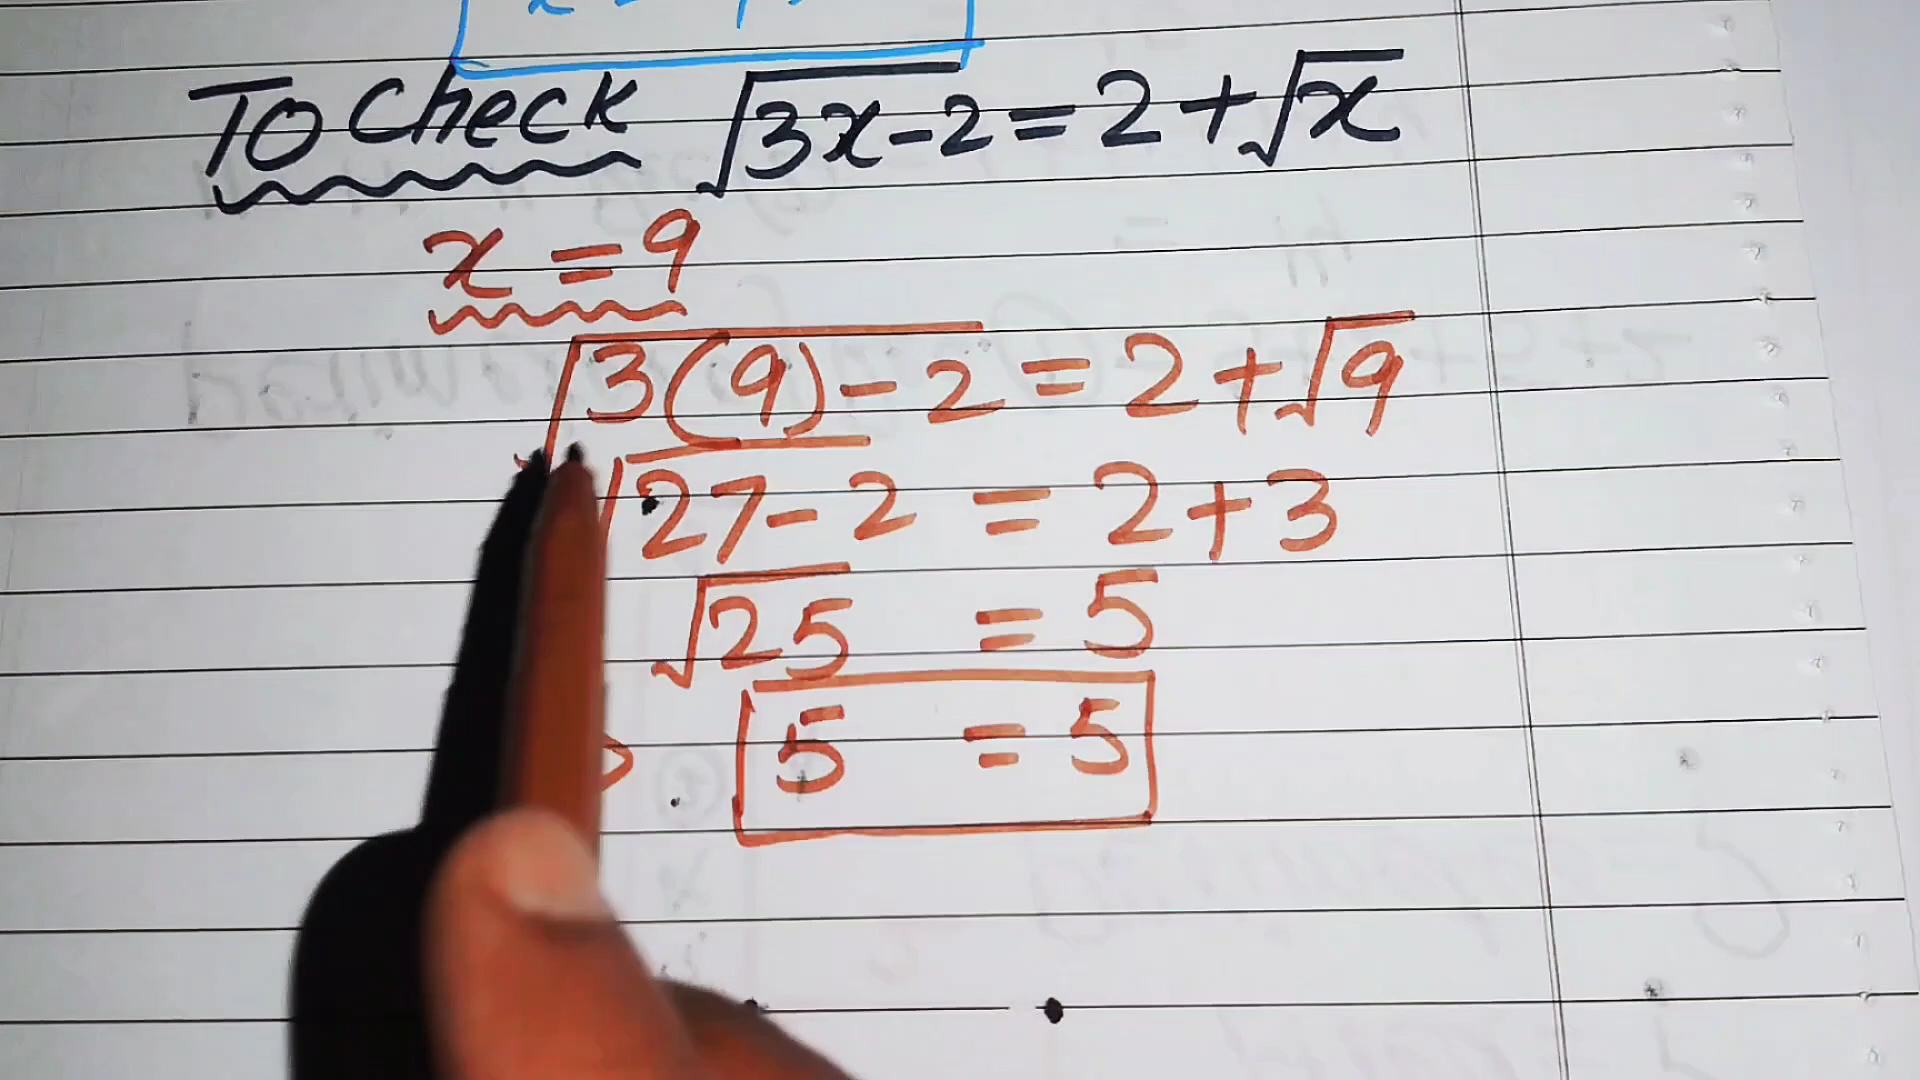 To Check √3x-2 = 2+√x
x = 9
√3(9)-2 = 2+√9
√27-2 = 2+3
√25 = 5
5 = 5